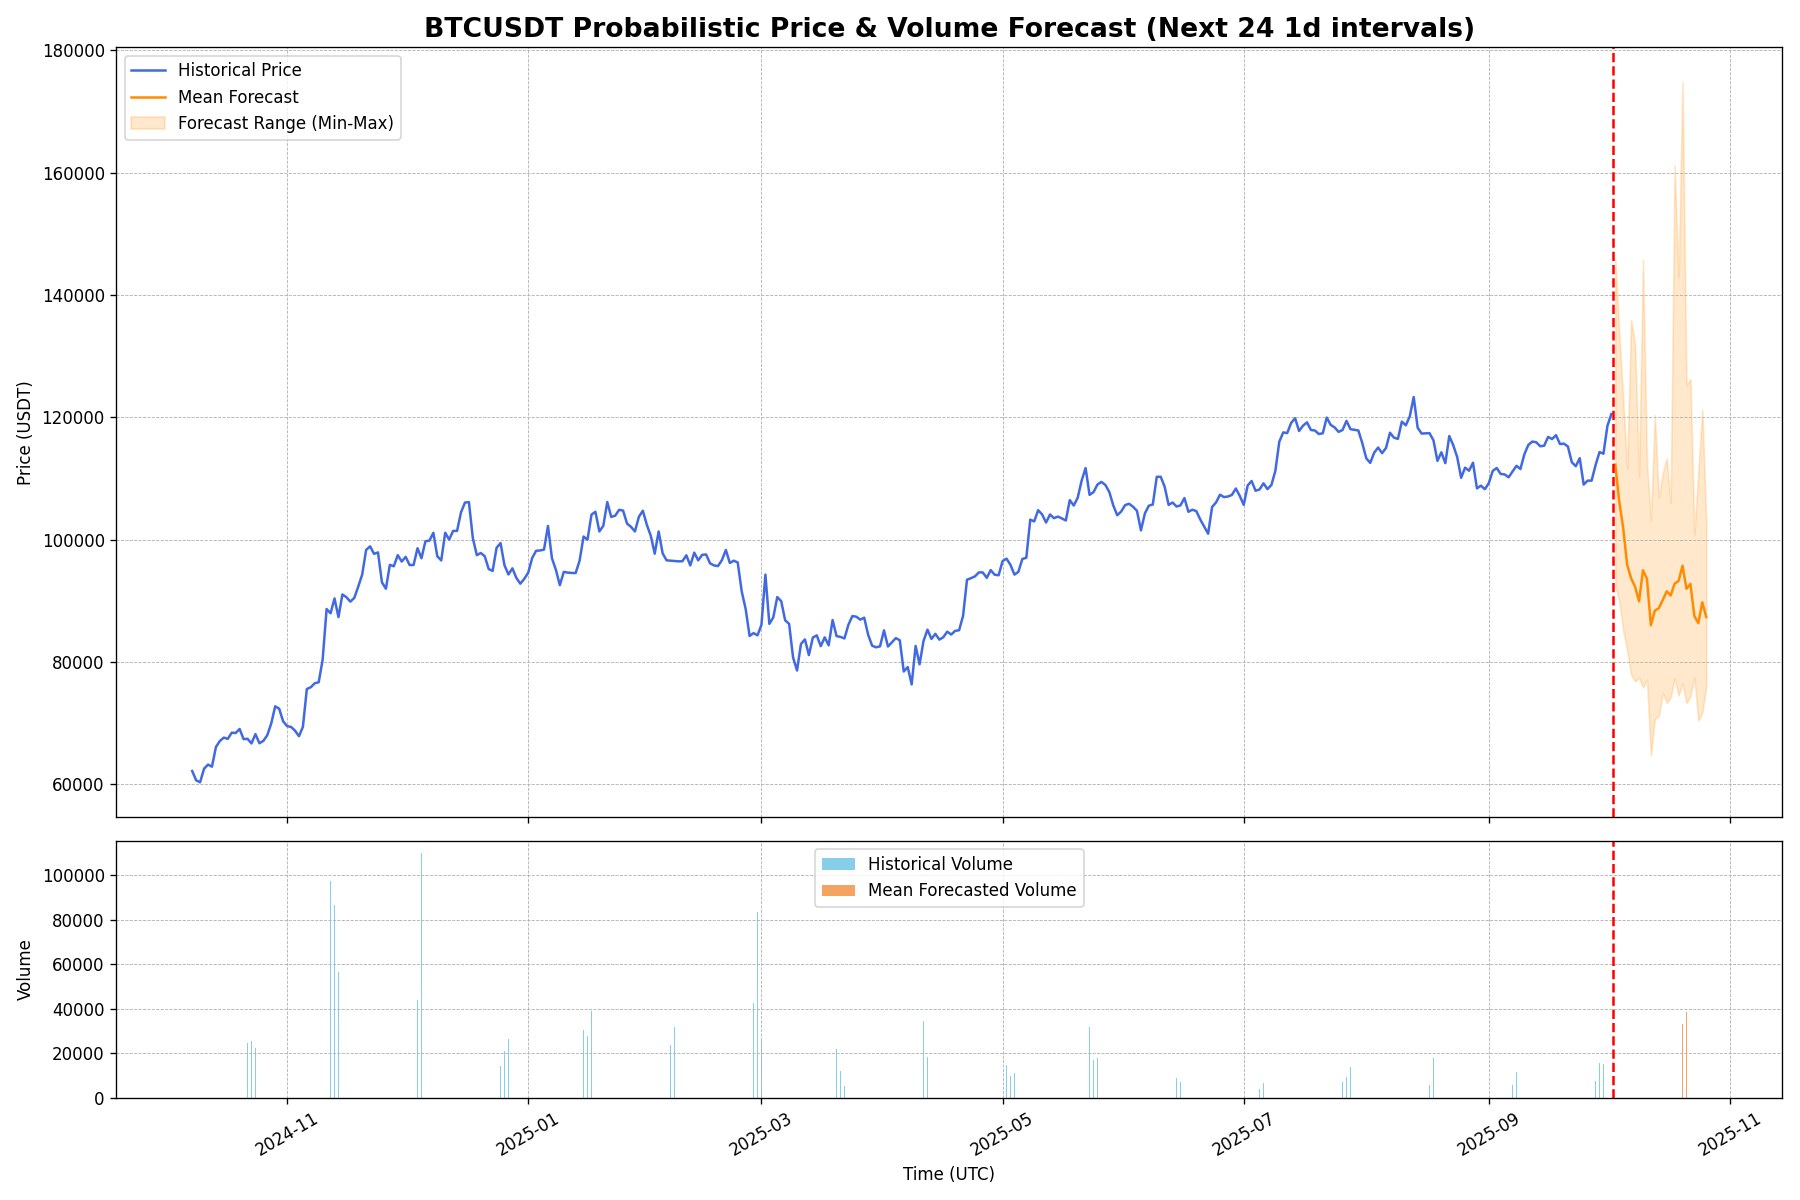 BTCUSDT Probabilistic Price & Volume Forecast (Next 24 1d intervals)
180000
160000
140000
120000
100000
80000
60000
Price (USDT)
Historical Price
Mean Forecast
Forecast Range (Min-Max)
100000
80000
60000
40000
20000
0
Volume
Historical Volume
Mean Forecasted Volume
2024-11
2025-01
2025-03
2025-05
2025-07
2025-09
2025-11
Time (UTC)